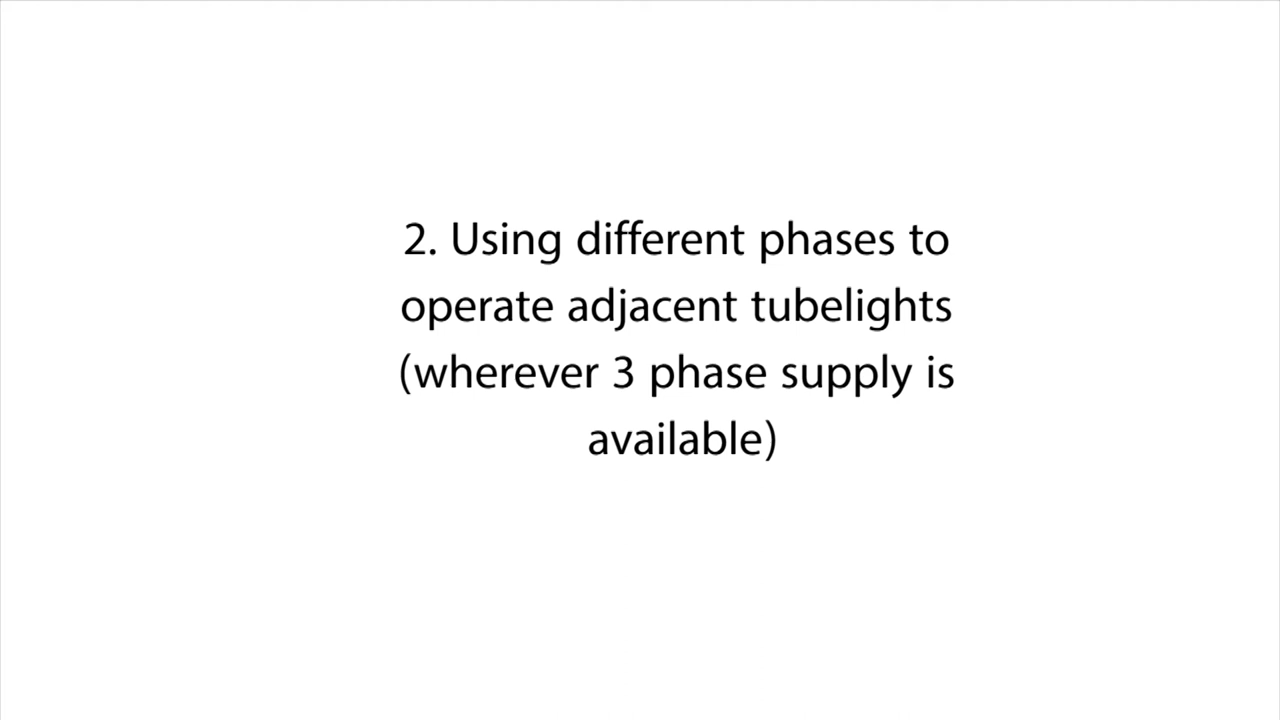 2. Using different phases to
operate adjacent tubelights
(wherever 3 phase supply is
available)